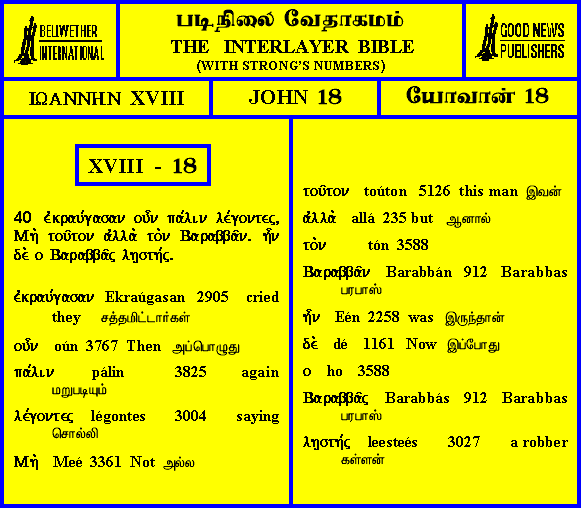 BELLWETHER
INTERNATIONAL
படிநிலை வேதாகமம்
THE INTERLAYER BIBLE
(WITH STRONG'S NUMBERS)
GOOD NEWS
PUBLISHERS
ΙΩΑΝΝΗΝ XVIII
JOHN 18
யோவான் 18
XVIII - 18
40 ἐκραύγασαν οὖν πάλιν λέγοντες,
Μὴ τοῦτον ἀλλὰ τὸν Βαραββᾶν. ἦν
δὲ ο Βαραββᾶς λῃστής.
ἐκραύγασαν Ekraúgasan 2905 cried
they சத்தமிட்டார்கள்
οὖν oún 3767 Then அப்பொழுது
πάλιν pálin 3825 again
மறுபடியும்
λέγοντες légontes 3004 saying
சொல்லி
Μὴ Meé 3361 Not அல்ல
τοῦτον toúton 5126 this man இவன்
ἀλλὰ allá 235 but ஆனால்
τὸν tón 3588
Βαραββᾶν Barabbán 912 Barabbas
பரபாஸ்
ἦν Eén 2258 was இருந்தான்
δὲ dé 1161 Now இப்போது
ο ho 3588
Βαραββᾶς Barabbás 912 Barabbas
பரபாஸ்
λῃστής leesteés 3027 a robber
கள்ளன்